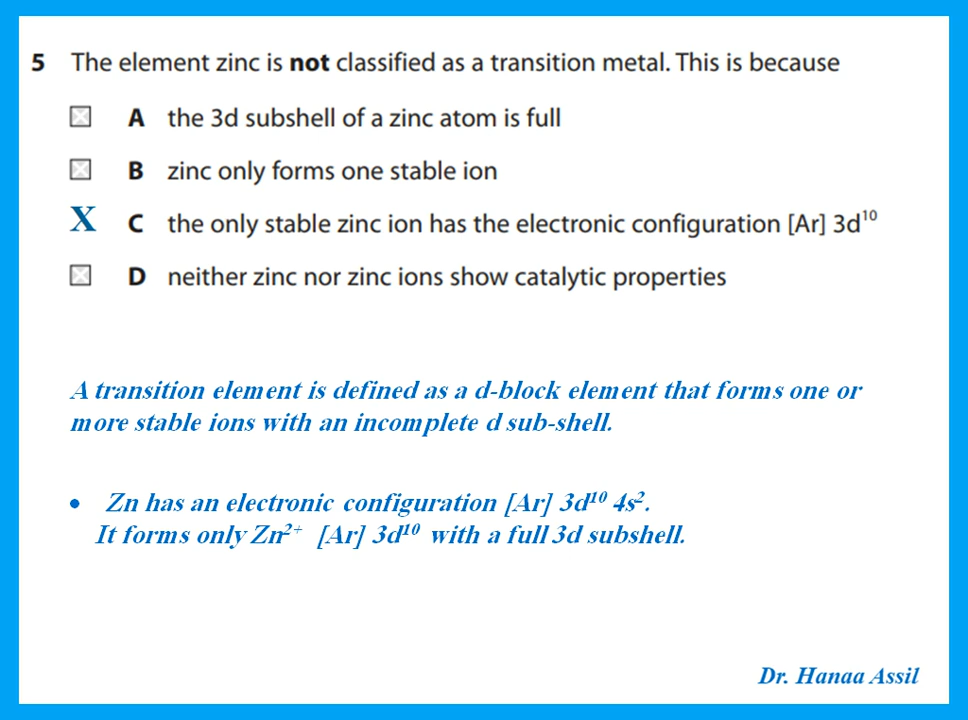 5 The element zinc is not classified as a transition metal. This is because
A the 3d subshell of a zinc atom is full
B zinc only forms one stable ion
X C the only stable zinc ion has the electronic configuration [Ar] 3d¹⁰
D neither zinc nor zinc ions show catalytic properties
A transition element is defined as a d-block element that forms one or
more stable ions with an incomplete d sub-shell.
• Zn has an electronic configuration [Ar] 3d¹⁰ 4s².
It forms only Zn²⁺ [Ar] 3d¹⁰ with a full 3d subshell.
Dr. Hanaa Assil